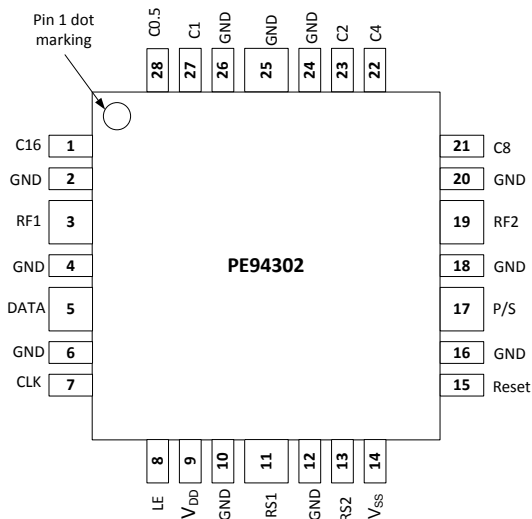 Pin 1 dot
marking
C0.5
C1
GND
GND
GND
C2
C4
28
27
26
25
24
23
22
C16
1
21
C8
GND
2
20
GND
RF1
3
19
RF2
PE94302
GND
4
18
GND
DATA
5
17
P/S
GND
6
16
GND
CLK
7
15
Reset
8
9
10
11
12
13
14
LE
VDD
GND
RS1
GND
RS2
VSS